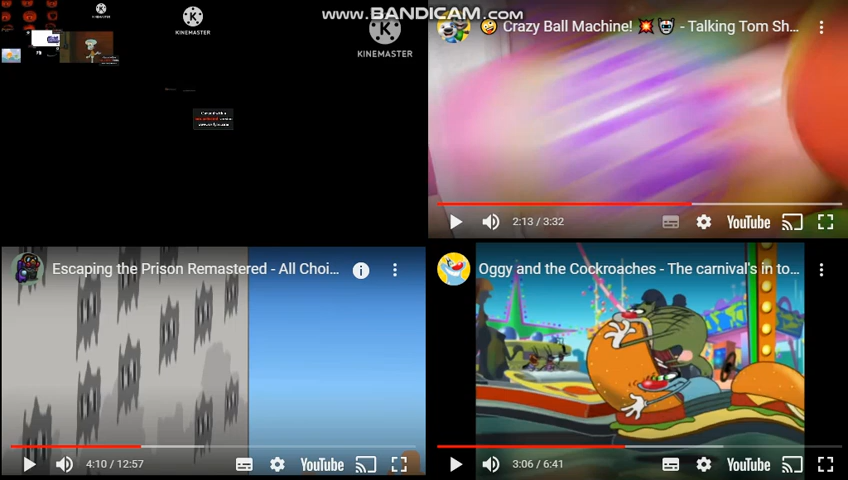 www.BANDICAM.com
KINEMASTER
KINEMASTER
KINEMASTER
Crazy Ball Machine! 💥 - Talking Tom Sh...
2:13 / 3:32
YouTube
Escaping the Prison Remastered - All Choi...
4:10 / 12:57
YouTube
Oggy and the Cockroaches - The carnival's in to...
3:06 / 6:41
YouTube